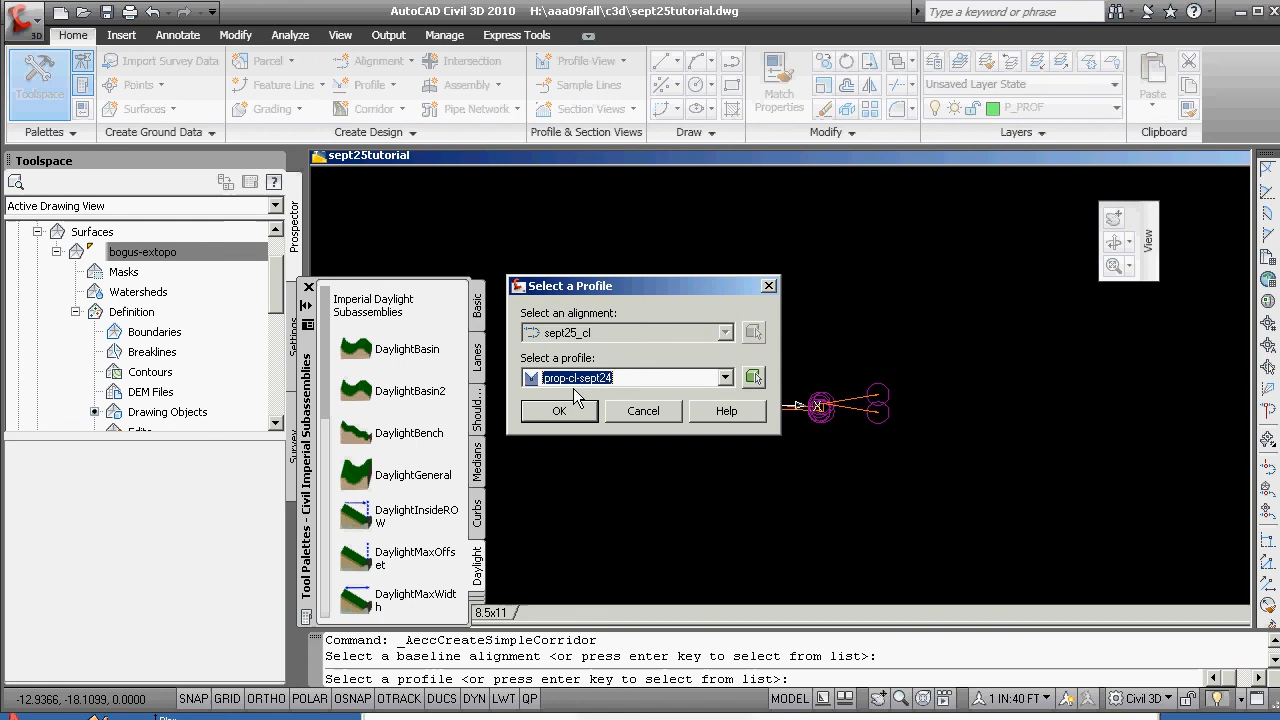 AutoCAD Civil 3D 2010 H:\aaa09fall\c3d\sept25tutorial.dwg
Type a keyword or phrase
3D
Home Insert Annotate Modify Analyze View Output Manage Express Tools
Toolspace
Import Survey Data
Points
Surfaces
Parcel
Feature Line
Grading
Alignment
Profile
Corridor
Intersection
Assembly
Pipe Network
Profile View
Sample Lines
Section Views
Match Properties
Unsaved Layer State
P_PROF
Paste
Palettes Create Ground Data Create Design Profile & Section Views Draw Modify Layers Clipboard
Toolspace
Active Drawing View
Surfaces
bogus-extopo
Masks
Watersheds
Definition
Boundaries
Breaklines
Contours
DEM Files
Drawing Objects
Edits
Prospector
Settings
Survey
sept25tutorial
View
Tool Palettes - Civil Imperial Subassemblies
Imperial Daylight Subassemblies
DaylightBasin
DaylightBasin2
DaylightBench
DaylightGeneral
DaylightInsideRO
W
DaylightMaxOffs
et
DaylightMaxWidt
h
Basic
Lanes
Should...
Medians
Curbs
Daylight
Select a Profile
Select an alignment:
sept25_cl
Select a profile:
prop-cl-sept24
OK Cancel Help
8.5x11
Command: _AeccCreateSimpleCorridor
Select a baseline alignment <or press enter key to select from list>:
Select a profile <or press enter key to select from list>:
-12.9366, -18.1099, 0.0000 SNAP GRID ORTHO POLAR OSNAP OTRACK DUCS DYN LWT QP MODEL 1 IN:40 FT Civil 3D